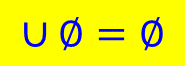 ∪ ∅ = ∅